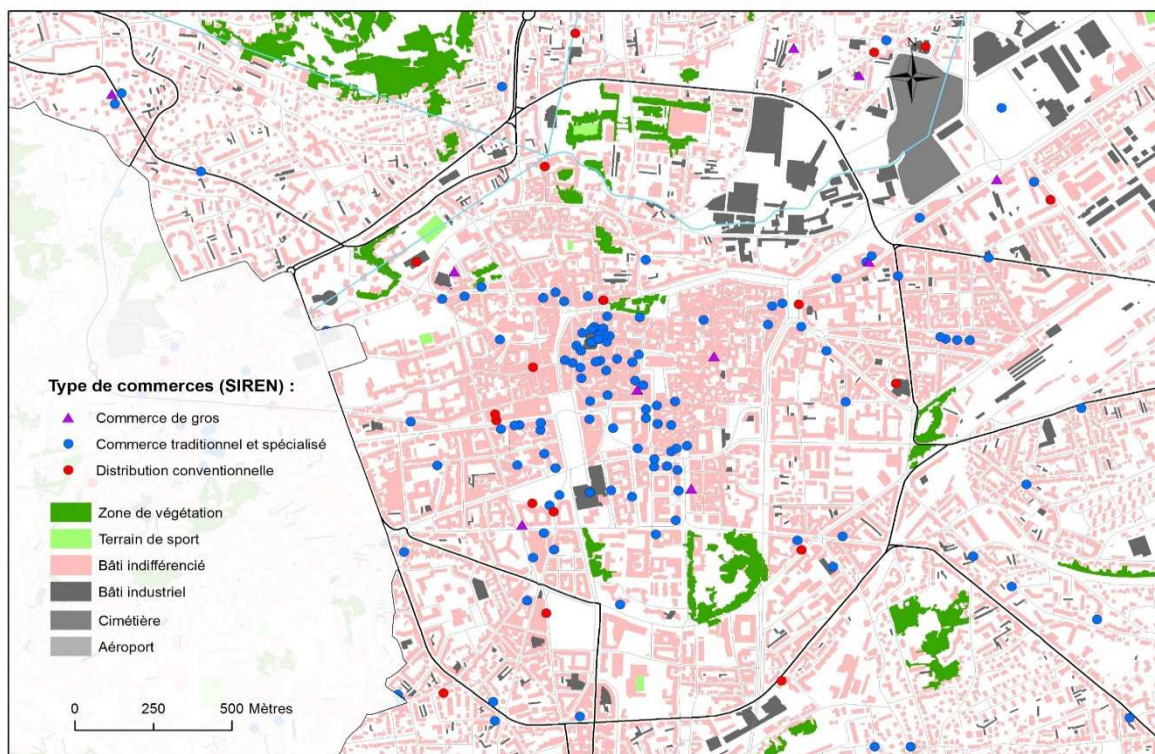 Type de commerces (SIREN) :
Commerce de gros
Commerce traditionnel et spécialisé
Distribution conventionnelle
Zone de végétation
Terrain de sport
Bâti indifférencié
Bâti industriel
Cimétière
Aéroport
0 250 500 Mètres